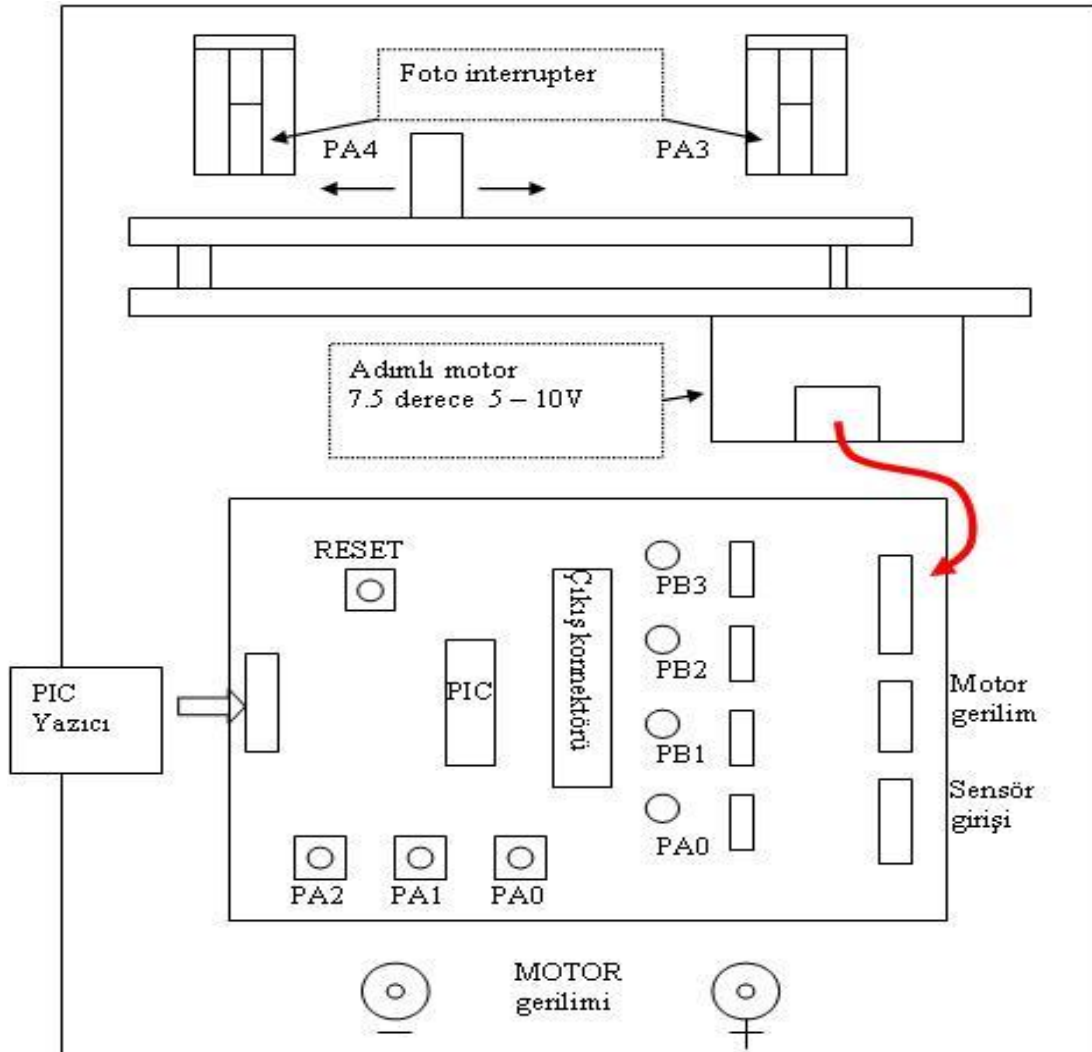 Foto interrupter
PA4
PA3
Adımlı motor
7.5 derece 5 – 10V
RESET
PB3
Çıkış konnektörü
PB2
PIC
Motor
gerilim
PIC
Yazıcı
PB1
Sensör
girişi
PA0
PA2
PA1
PA0
MOTOR
gerilimi
–
+